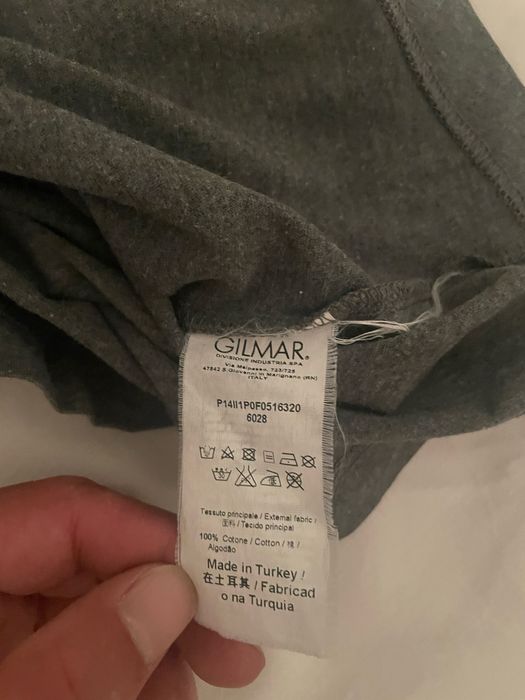 GILMAR®
DIVISIONE INDUSTRIA SPA
Via Malpasso, 723/725
47842 S.Giovanni in Marignano (RN)
ITALY
P14II1P0F0516320
6028
Tessuto principale / External fabric /
面料 / Tecido principal
100% Cotone / Cotton / 棉 /
Algodão
Made in Turkey /
在土耳其 / Fabricad
o na Turquia